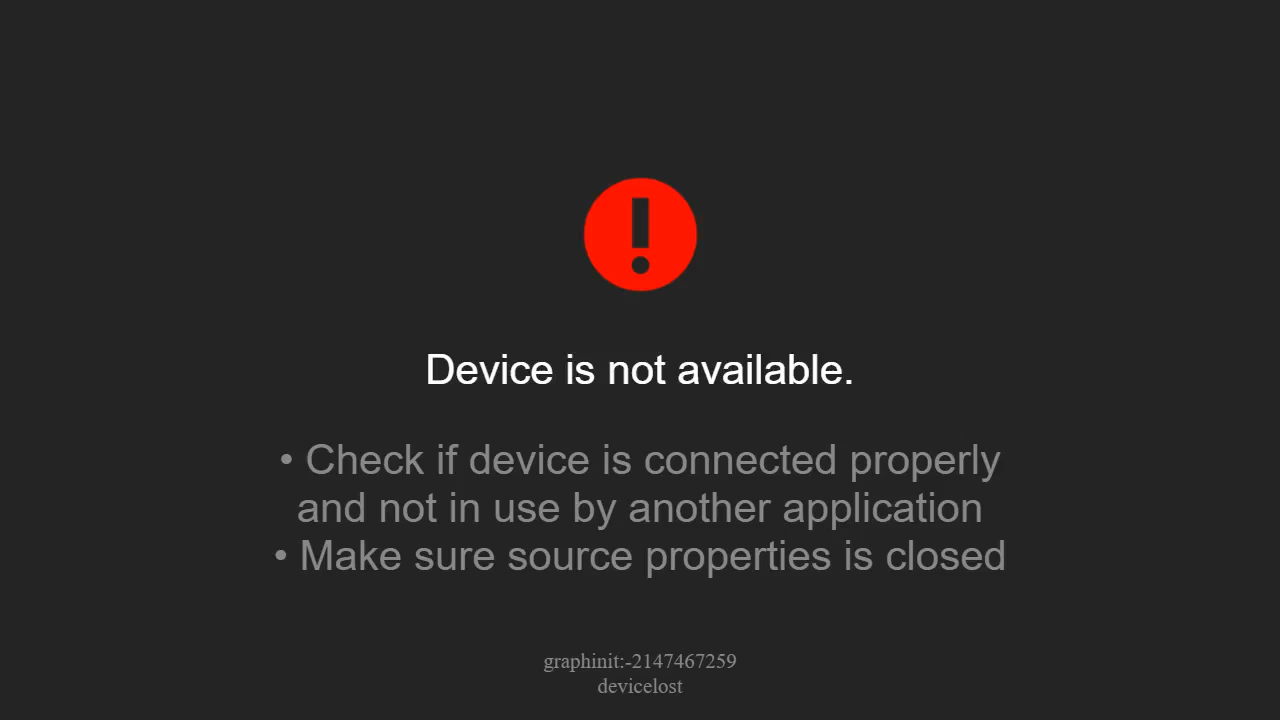 Device is not available.
• Check if device is connected properly
and not in use by another application
• Make sure source properties is closed
graphinit:-2147467259
devicelost